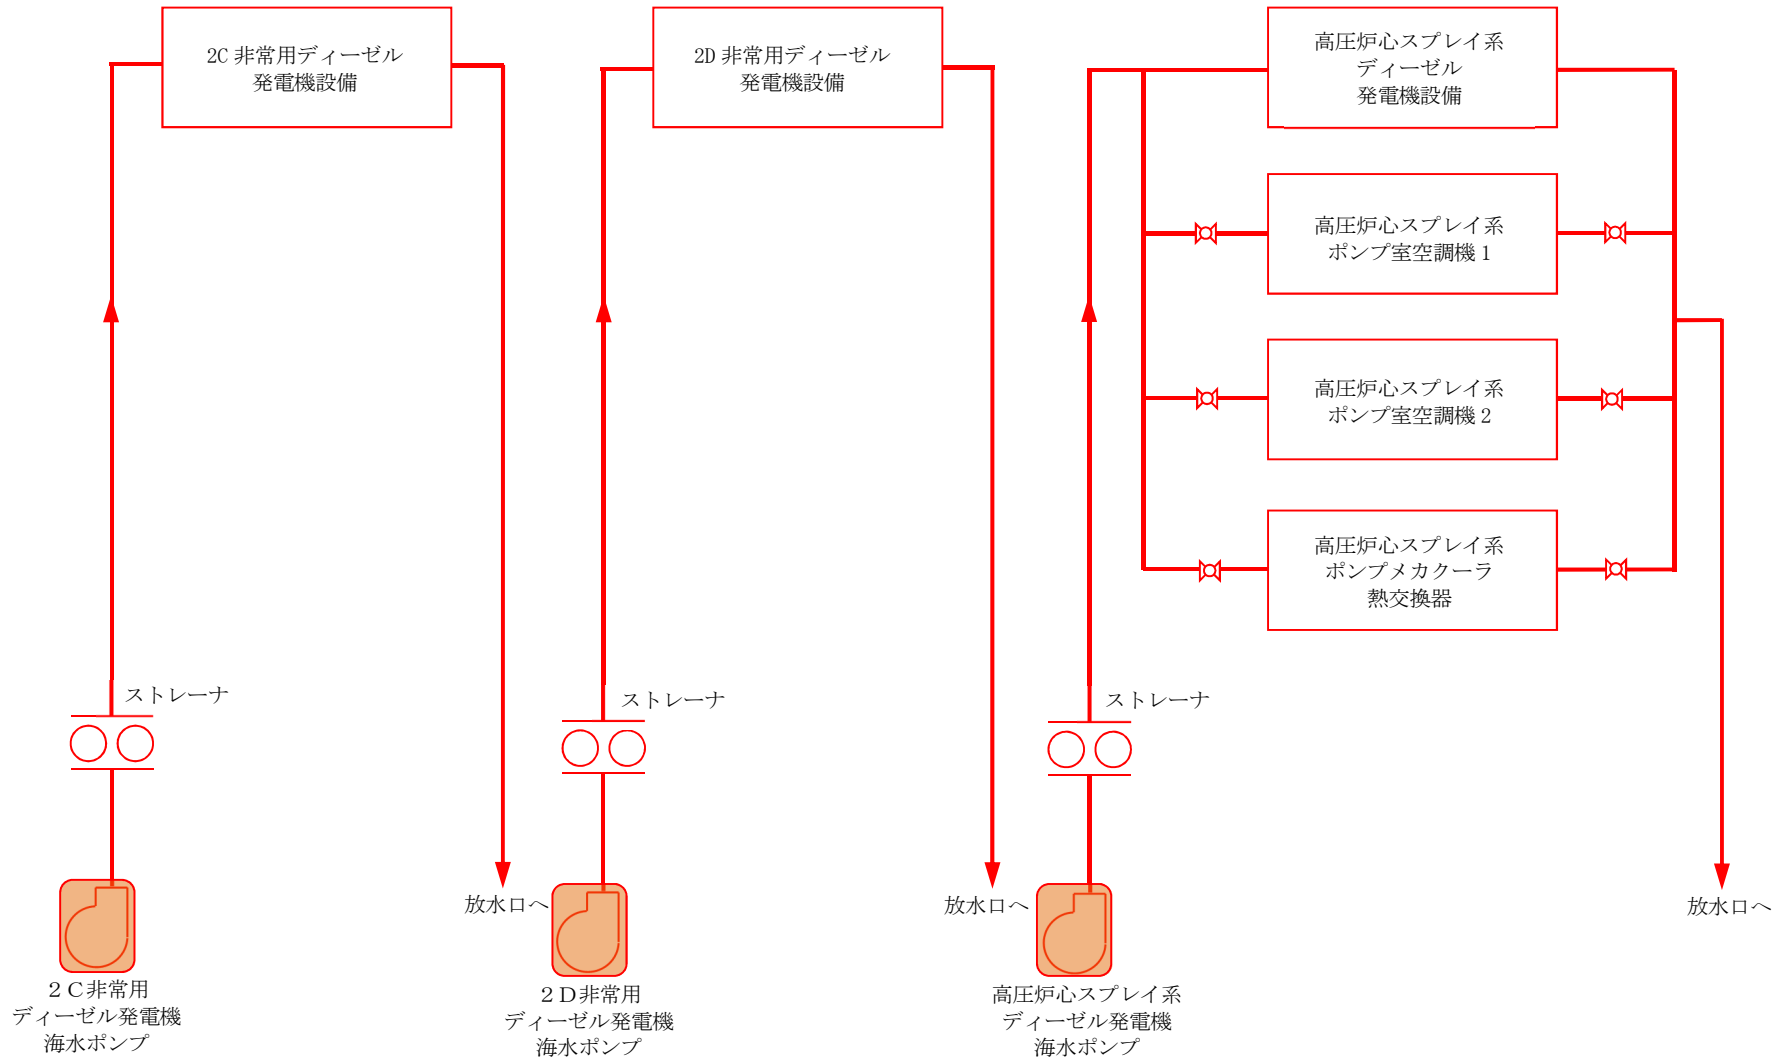 2C 非常用ディーゼル
発電機設備
2D 非常用ディーゼル
発電機設備
高圧炉心スプレイ系
ディーゼル
発電機設備
高圧炉心スプレイ系
ポンプ室空調機 1
高圧炉心スプレイ系
ポンプ室空調機 2
高圧炉心スプレイ系
ポンプメカクーラ
熱交換器
ストレーナ
ストレーナ
ストレーナ
放水口へ
放水口へ
放水口へ
２Ｃ非常用
ディーゼル発電機
海水ポンプ
２Ｄ非常用
ディーゼル発電機
海水ポンプ
高圧炉心スプレイ系
ディーゼル発電機
海水ポンプ